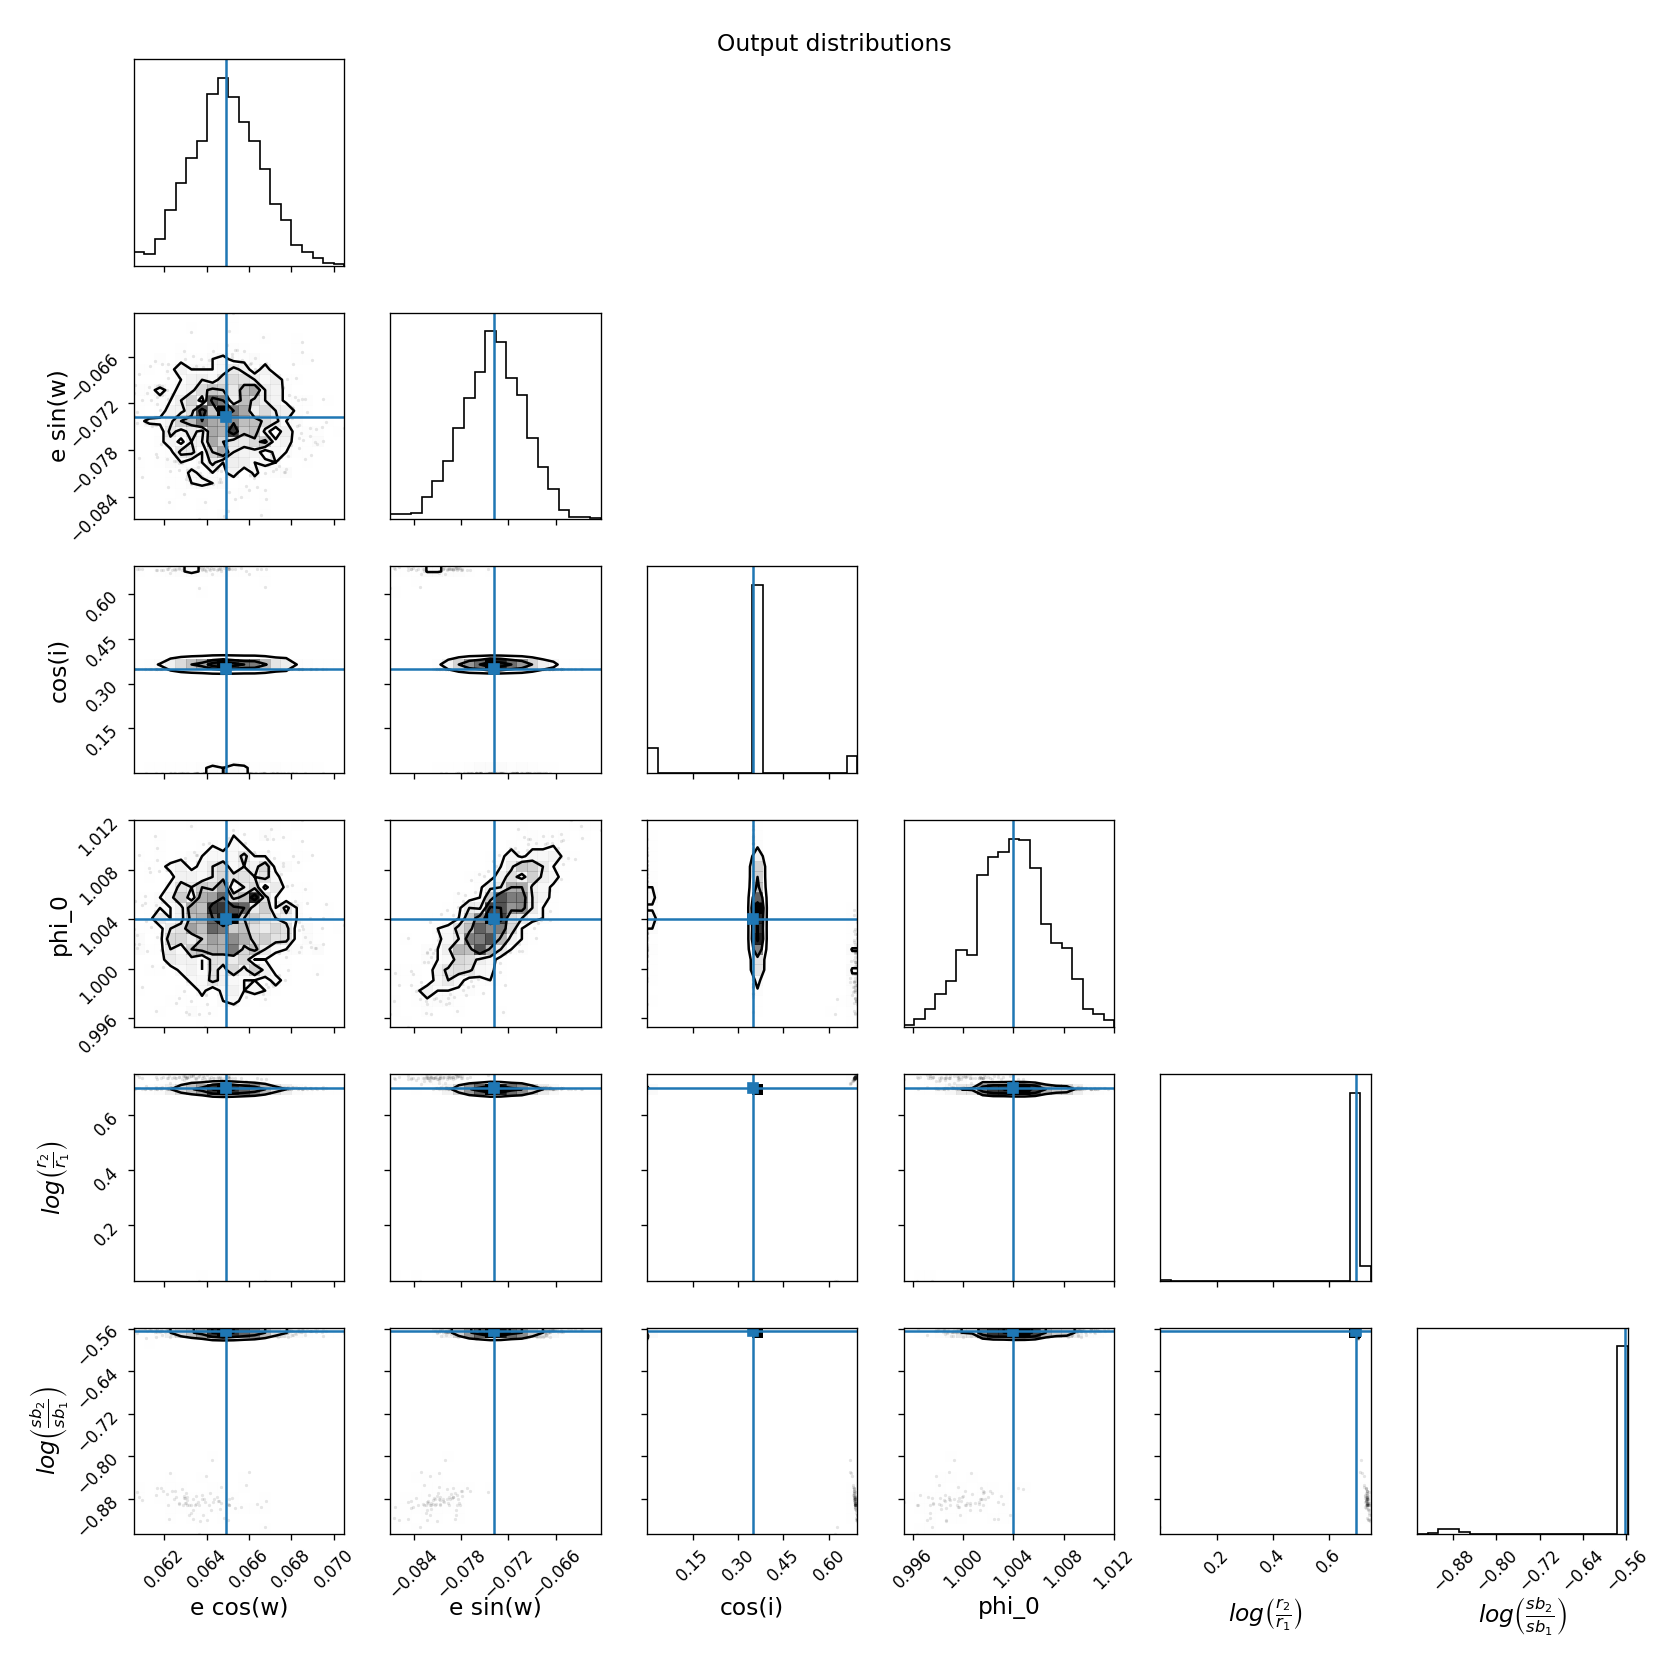 Output distributions
e sin(w)
−0.066
−0.072
−0.078
−0.084
cos(i)
0.60
0.45
0.30
0.15
phi_0
1.012
1.008
1.004
1.000
0.996
log(r₂/r₁)
0.6
0.4
0.2
log(sb₂/sb₁)
−0.56
−0.64
−0.72
−0.80
−0.88
0.062 0.064 0.066 0.068 0.070
−0.084 −0.078 −0.072 −0.066
0.15 0.30 0.45 0.60
0.996 1.000 1.004 1.008 1.012
0.2 0.4 0.6
−0.88 −0.80 −0.72 −0.64 −0.56
e cos(w)
e sin(w)
cos(i)
phi_0
log(r₂/r₁)
log(sb₂/sb₁)